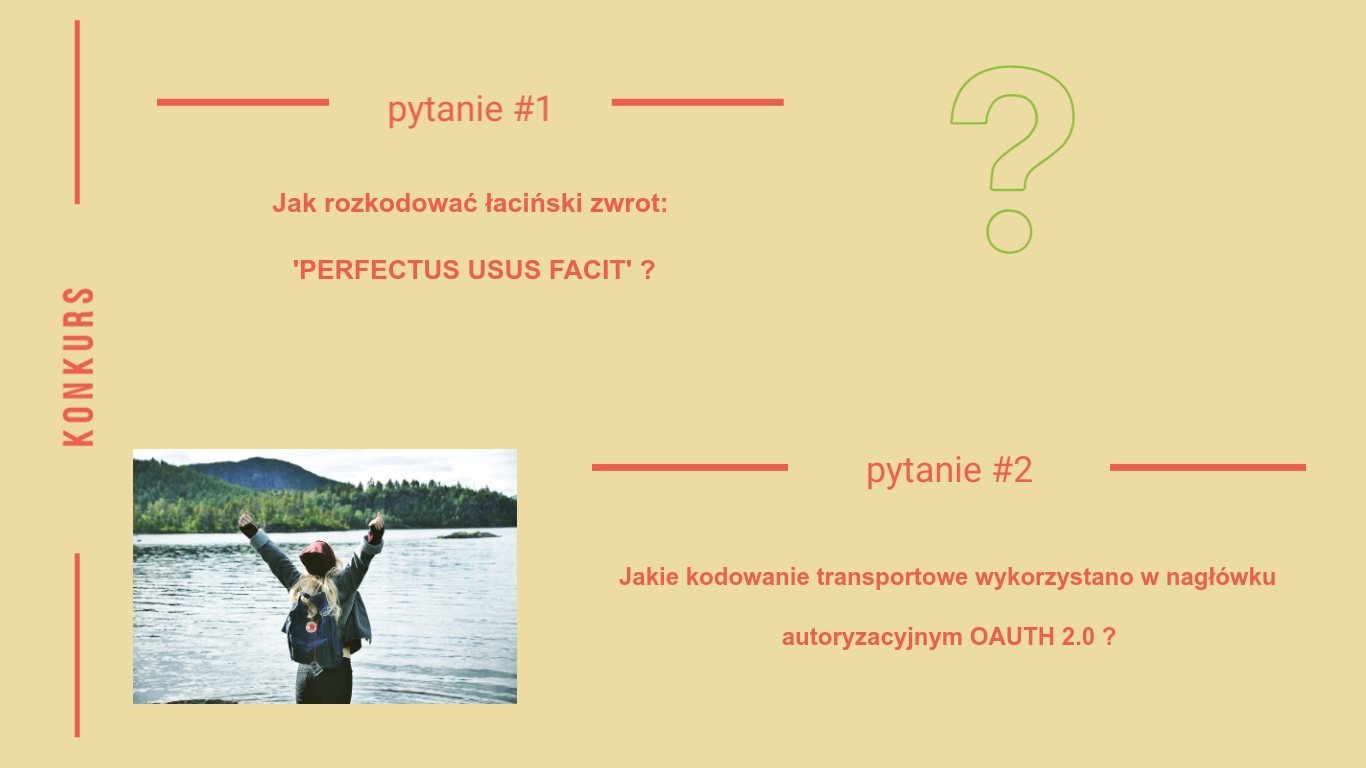 KONKURS
pytanie #1
Jak rozkodować łaciński zwrot:
'PERFECTUS USUS FACIT' ?
pytanie #2
Jakie kodowanie transportowe wykorzystano w nagłówku
autoryzacyjnym OAUTH 2.0 ?